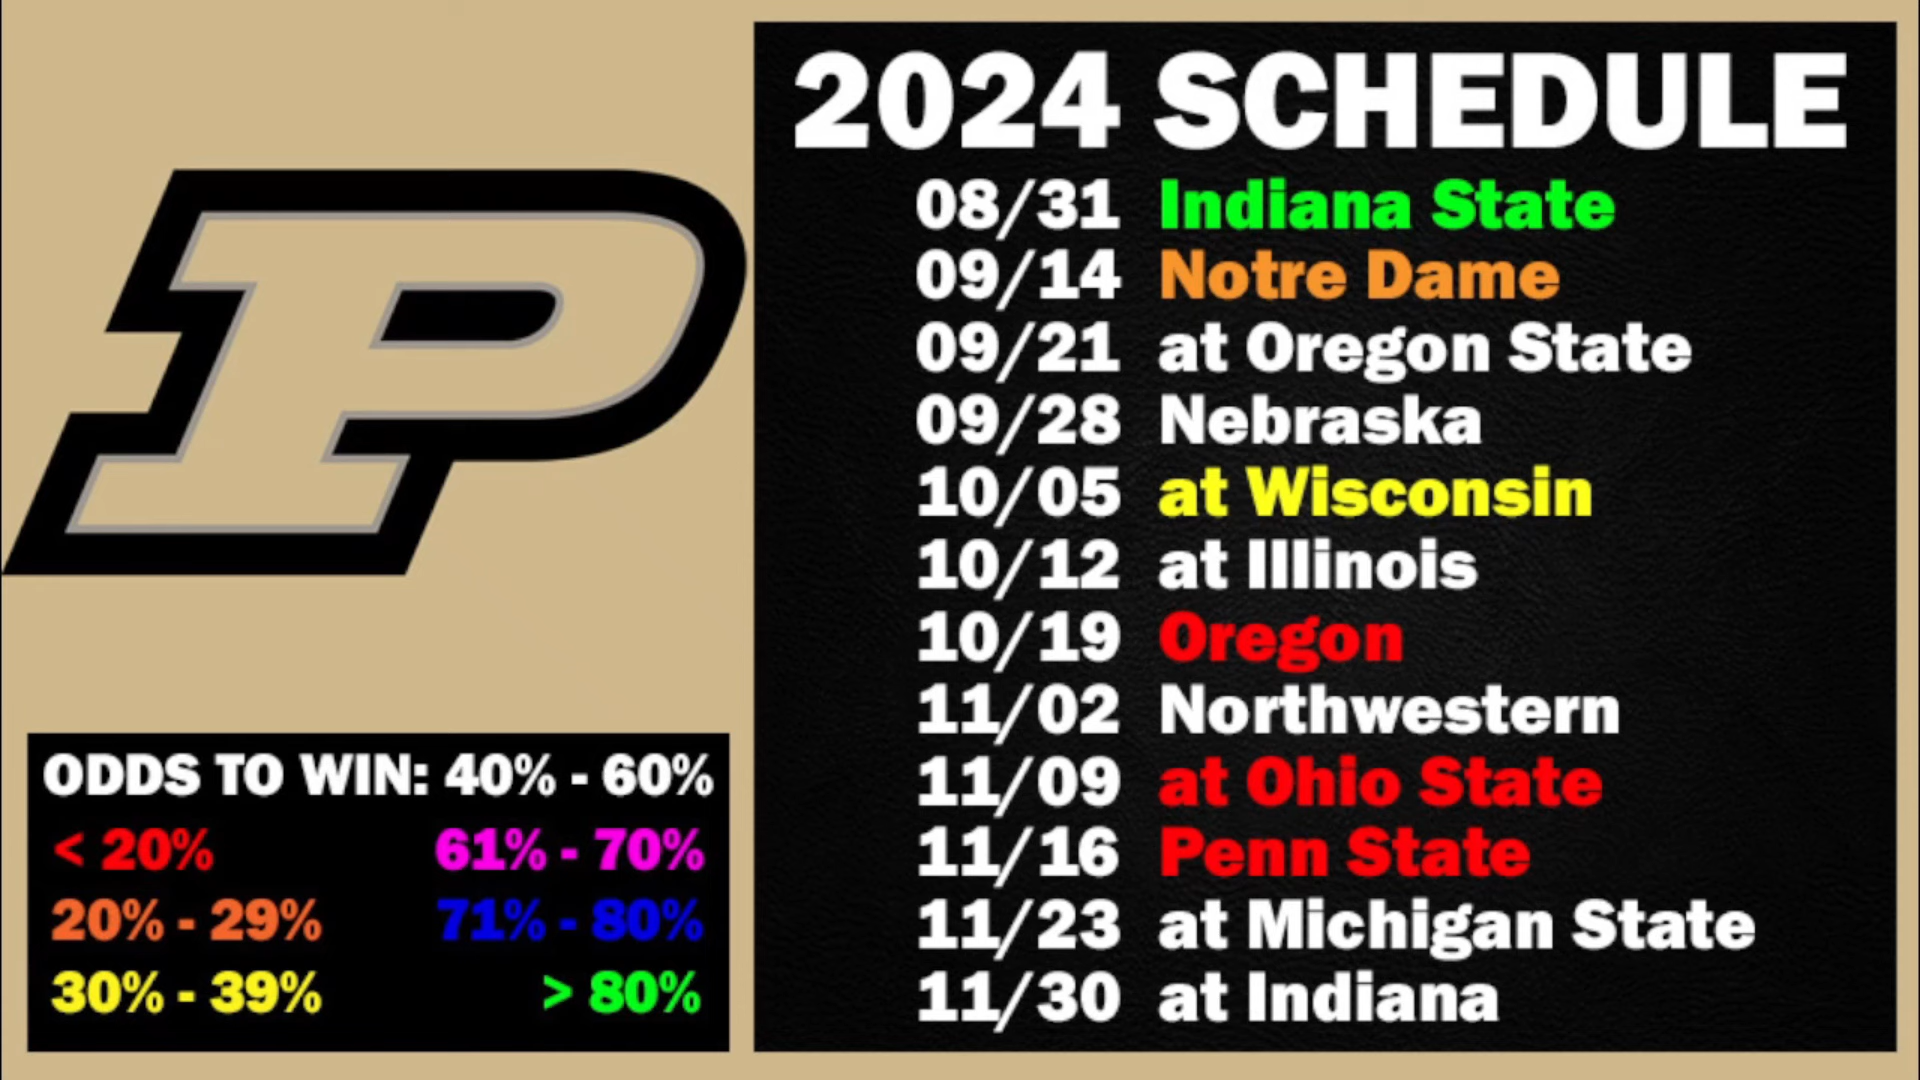 P
2024 SCHEDULE
08/31 Indiana State
09/14 Notre Dame
09/21 at Oregon State
09/28 Nebraska
10/05 at Wisconsin
10/12 at Illinois
10/19 Oregon
11/02 Northwestern
11/09 at Ohio State
11/16 Penn State
11/23 at Michigan State
11/30 at Indiana
ODDS TO WIN: 40% - 60%
< 20% 61% - 70%
20% - 29% 71% - 80%
30% - 39% > 80%